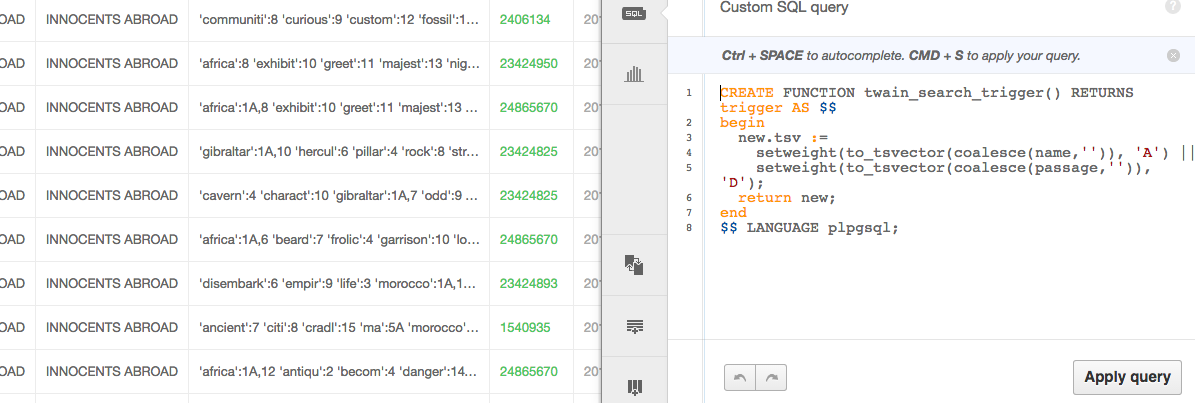 OAD INNOCENTS ABROAD 'communiti':8 'curious':9 'custom':12 'fossil':1... 2406134 20
OAD INNOCENTS ABROAD 'africa':8 'exhibit':10 'greet':11 'majest':13 'nig... 23424950 20
OAD INNOCENTS ABROAD 'africa':1A,8 'exhibit':10 'greet':11 'majest':13 ... 24865670 20
OAD INNOCENTS ABROAD 'gibraltar':1A,10 'hercul':6 'pillar':4 'rock':8 'str... 23424825 20
OAD INNOCENTS ABROAD 'cavern':4 'charact':10 'gibraltar':1A,7 'odd':9 ... 23424825 20
OAD INNOCENTS ABROAD 'africa':1A,6 'beard':7 'frolic':4 'garrison':10 'lo... 24865670 20
OAD INNOCENTS ABROAD 'disembark':6 'empir':9 'life':3 'morocco':1A,1... 23424893 20
OAD INNOCENTS ABROAD 'ancient':7 'citi':8 'cradl':15 'ma':5A 'morocco'... 1540935 20
OAD INNOCENTS ABROAD 'africa':1A,12 'antiqu':2 'becom':4 'danger':14... 24865670 20
SQL
Custom SQL query
?
Ctrl + SPACE to autocomplete. CMD + S to apply your query.
1 CREATE FUNCTION twain_search_trigger() RETURNS
trigger AS $$
2 begin
3 new.tsv :=
4 setweight(to_tsvector(coalesce(name,'')), 'A') ||
5 setweight(to_tsvector(coalesce(passage,'')),
'D');
6 return new;
7 end
8 $$ LANGUAGE plpgsql;
Apply query